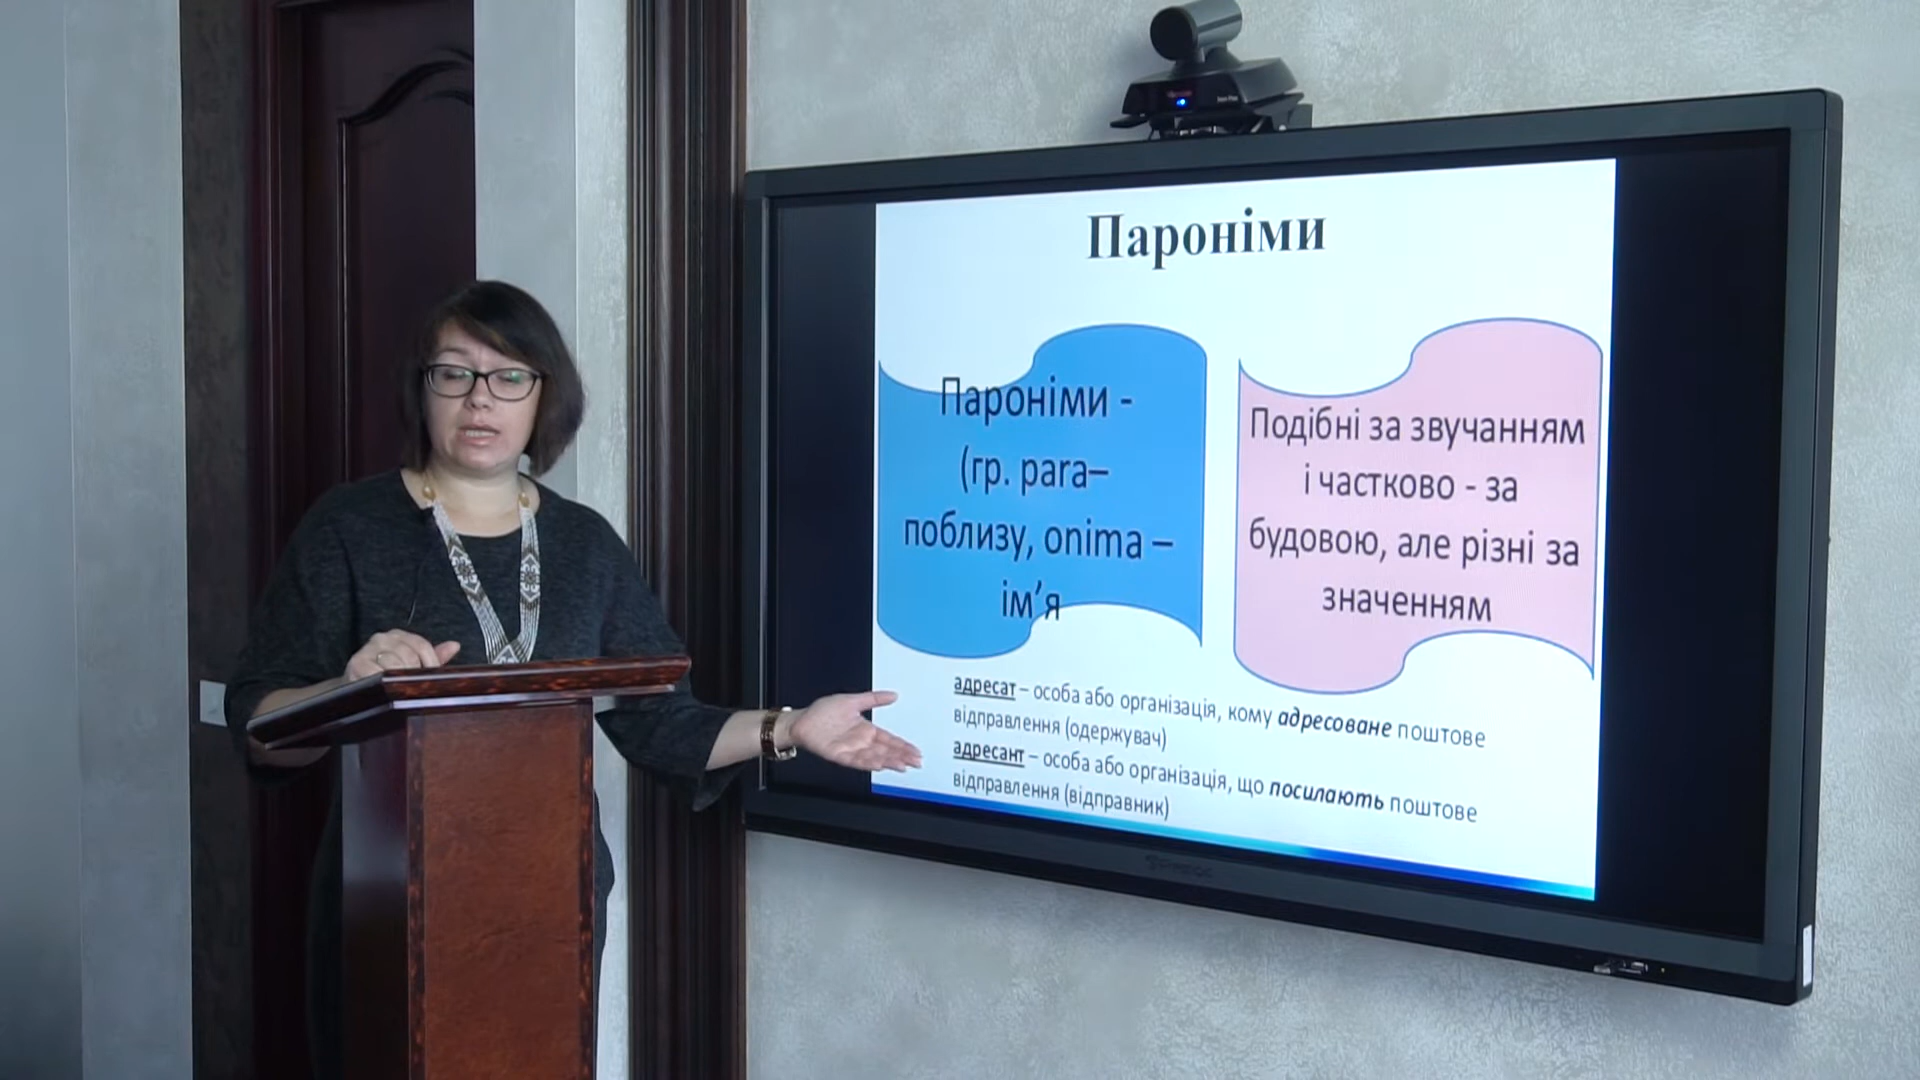 Пароніми
Пароніми -
(гр. para–
поблизу, onima –
ім’я
Подібні за звучанням
і частково - за
будовою, але різні за
значенням
адресат – особа або організація, кому адресоване поштове
відправлення (одержувач)
адресант – особа або організація, що посилають поштове
відправлення (відправник)